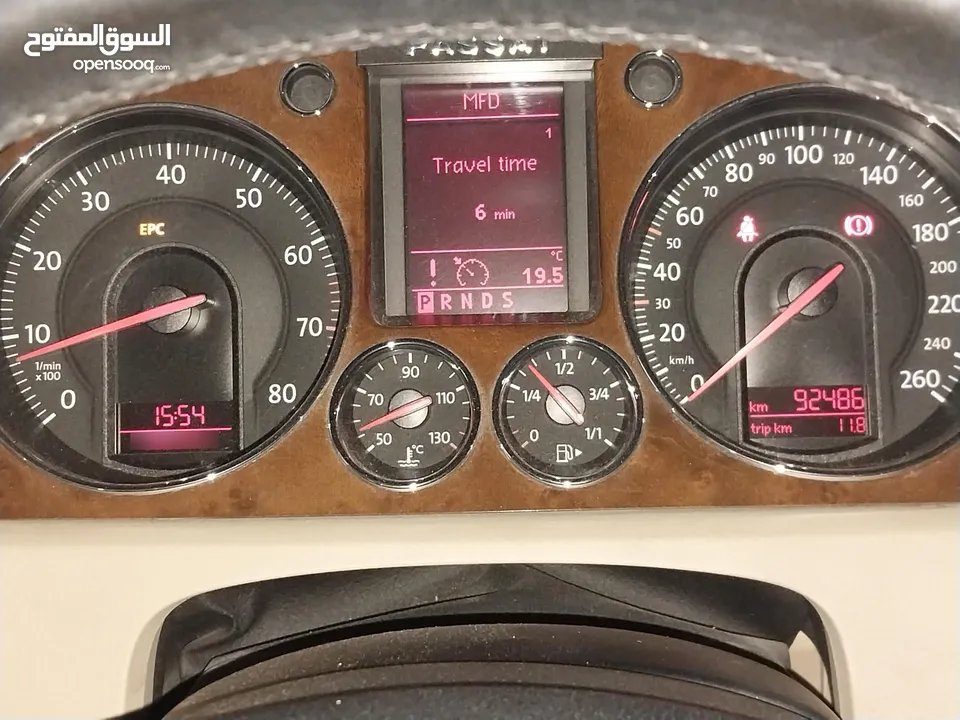 السوق المفتوح
opensooq.com
PASSAT
MFD
1
Travel time
6 min
°C
19.5
P R N D S
EPC
0
10
20
30
40
50
60
70
80
1/min
x100
15:54
50
70
90
110
130
°C
0
1/4
1/2
3/4
1/1
0
20
30
40
50
60
70
80
90
100
120
140
160
180
200
220
240
260
km/h
km 92486
trip km 11.8